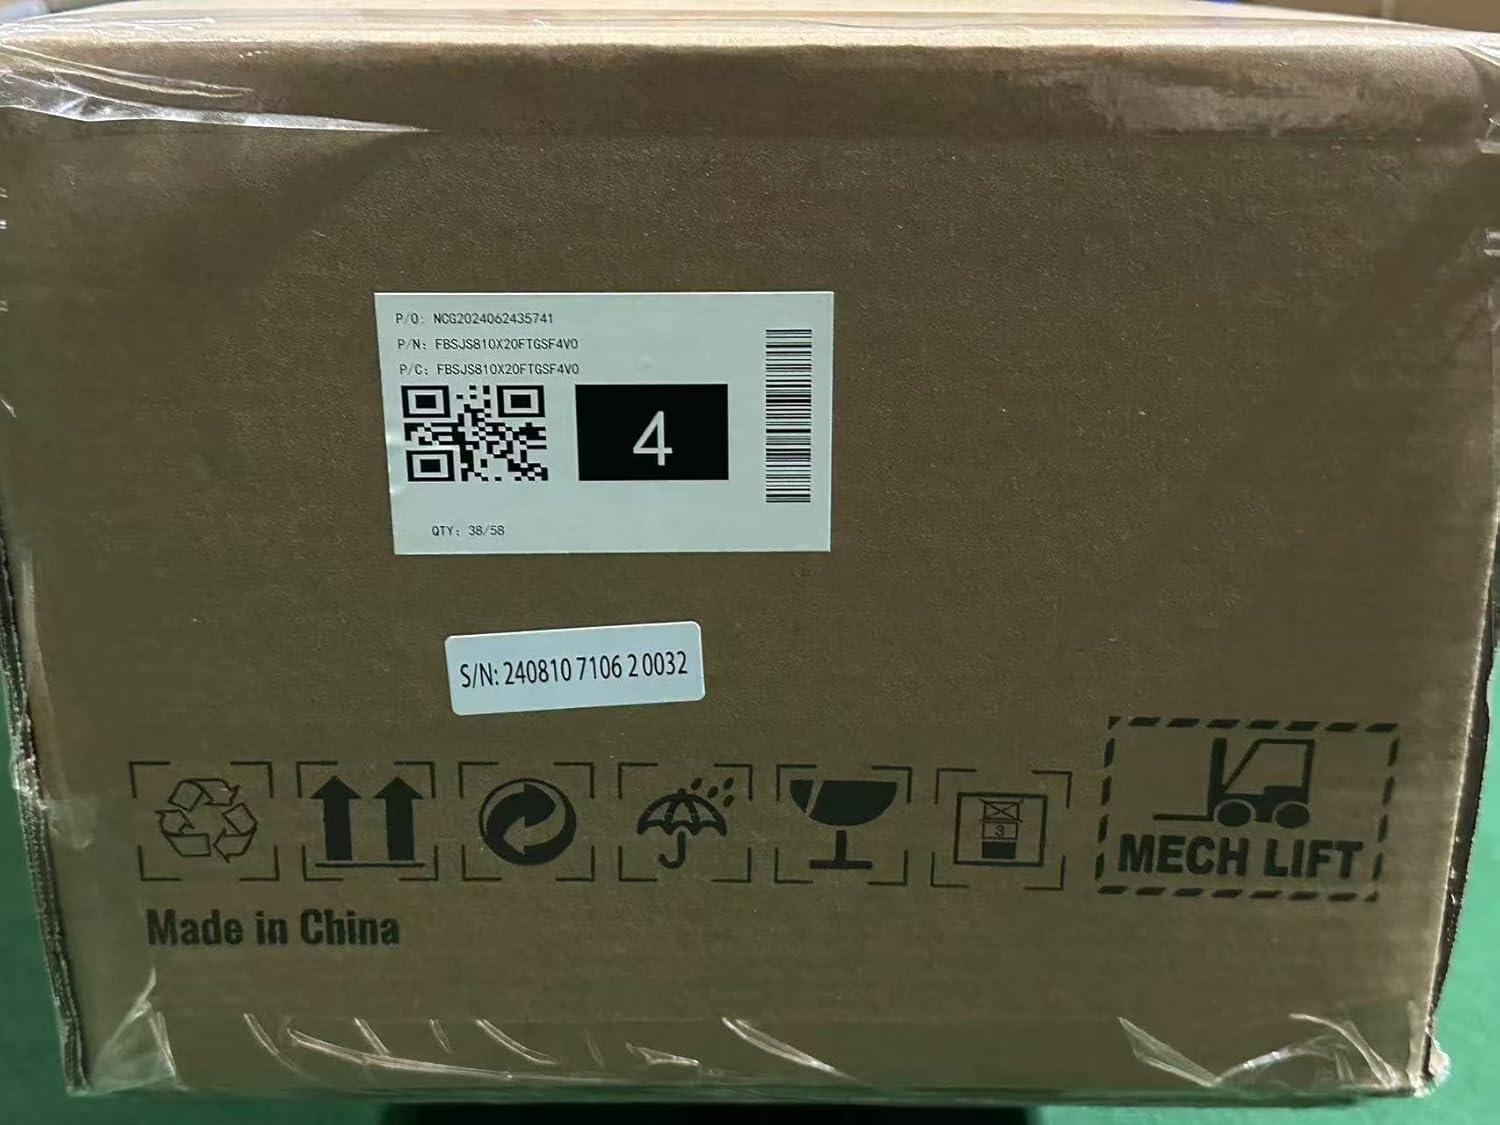 P/O: NCG2024062435741
P/N: FBSJS810X20FTGSF4V0
P/C: FBSJS810X20FTGSF4V0
4
QTY: 38/58
S/N: 240810 7106 2 0032
3
MECH LIFT
Made in China